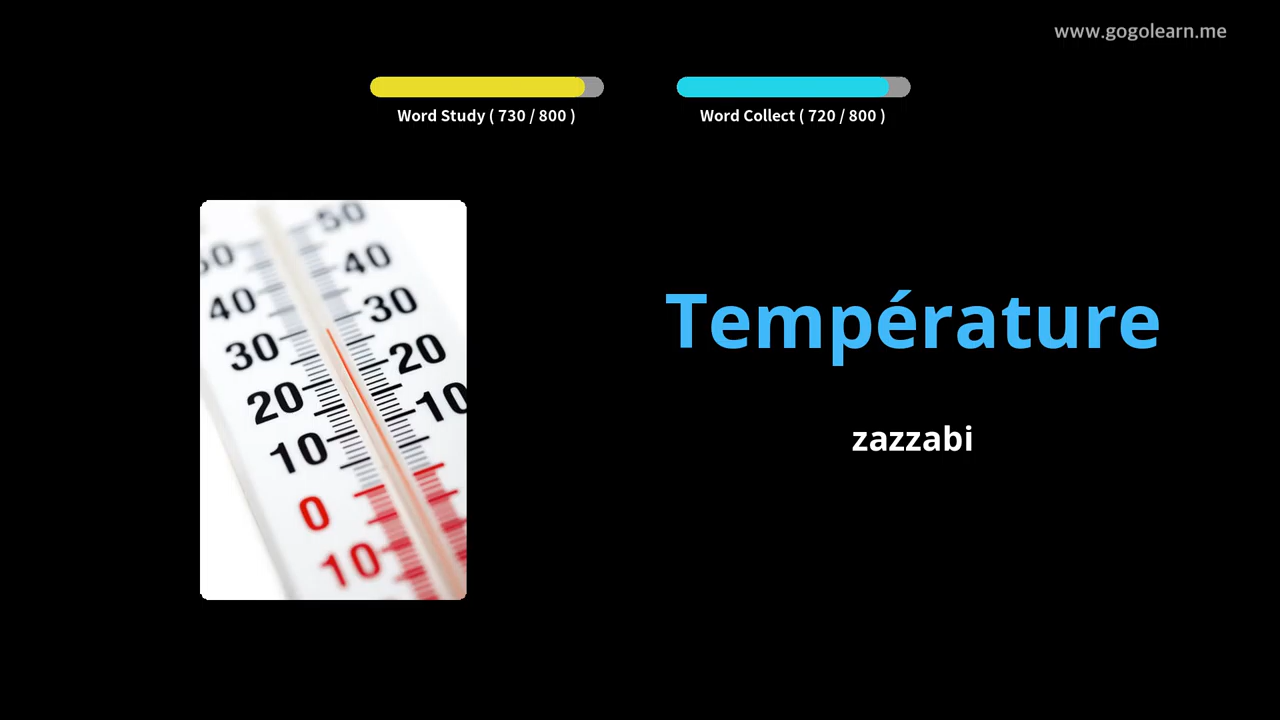 www.gogolearn.me
Word Study ( 730 / 800 )
Word Collect ( 720 / 800 )
50
40
40
30
30
20
20
10
10
0
10
Température
zazzabi